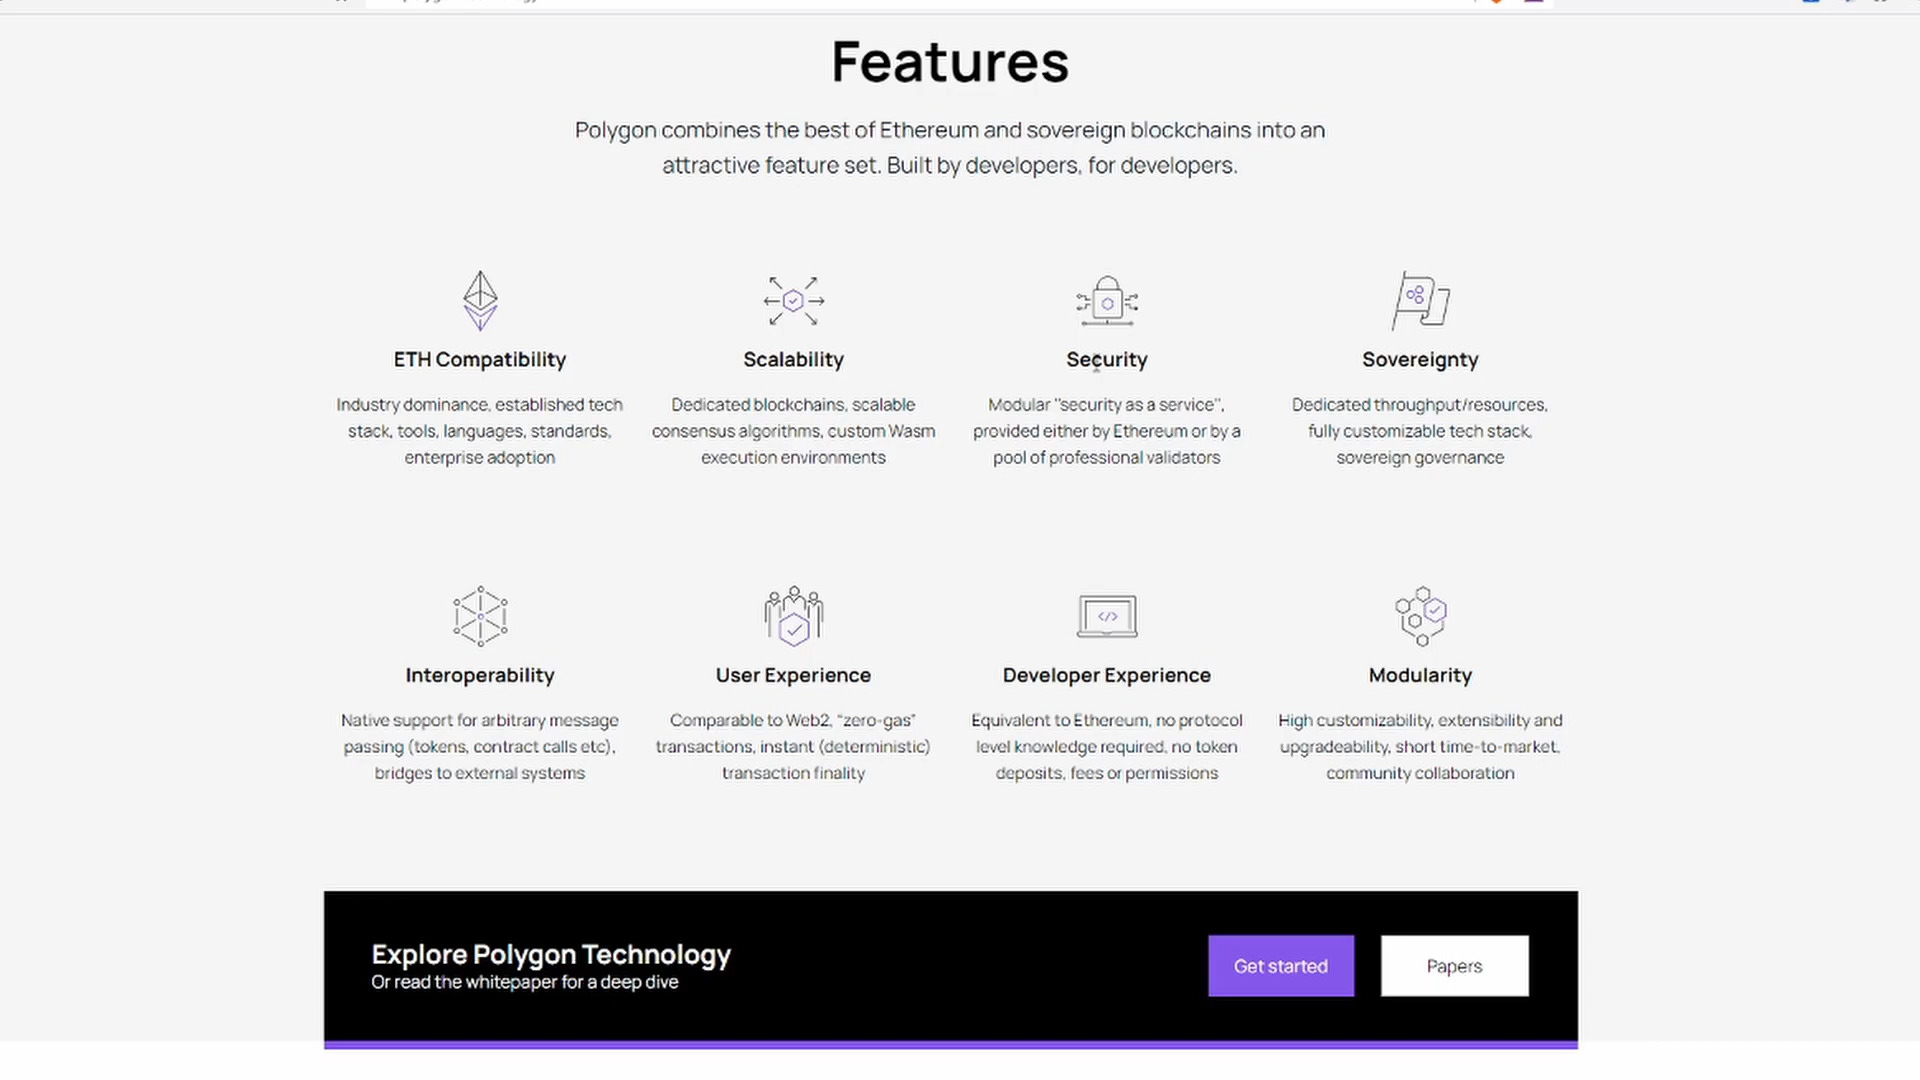 Features
Polygon combines the best of Ethereum and sovereign blockchains into an
attractive feature set. Built by developers, for developers.
ETH Compatibility
Industry dominance, established tech
stack, tools, languages, standards,
enterprise adoption
Scalability
Dedicated blockchains, scalable
consensus algorithms, custom Wasm
execution environments
Security
Modular "security as a service",
provided either by Ethereum or by a
pool of professional validators
Sovereignty
Dedicated throughput/resources,
fully customizable tech stack,
sovereign governance
Interoperability
Native support for arbitrary message
passing (tokens, contract calls etc),
bridges to external systems
User Experience
Comparable to Web2, “zero-gas”
transactions, instant (deterministic)
transaction finality
Developer Experience
Equivalent to Ethereum, no protocol
level knowledge required, no token
deposits, fees or permissions
Modularity
High customizability, extensibility and
upgradeability, short time-to-market,
community collaboration
Explore Polygon Technology
Or read the whitepaper for a deep dive
Get started
Papers